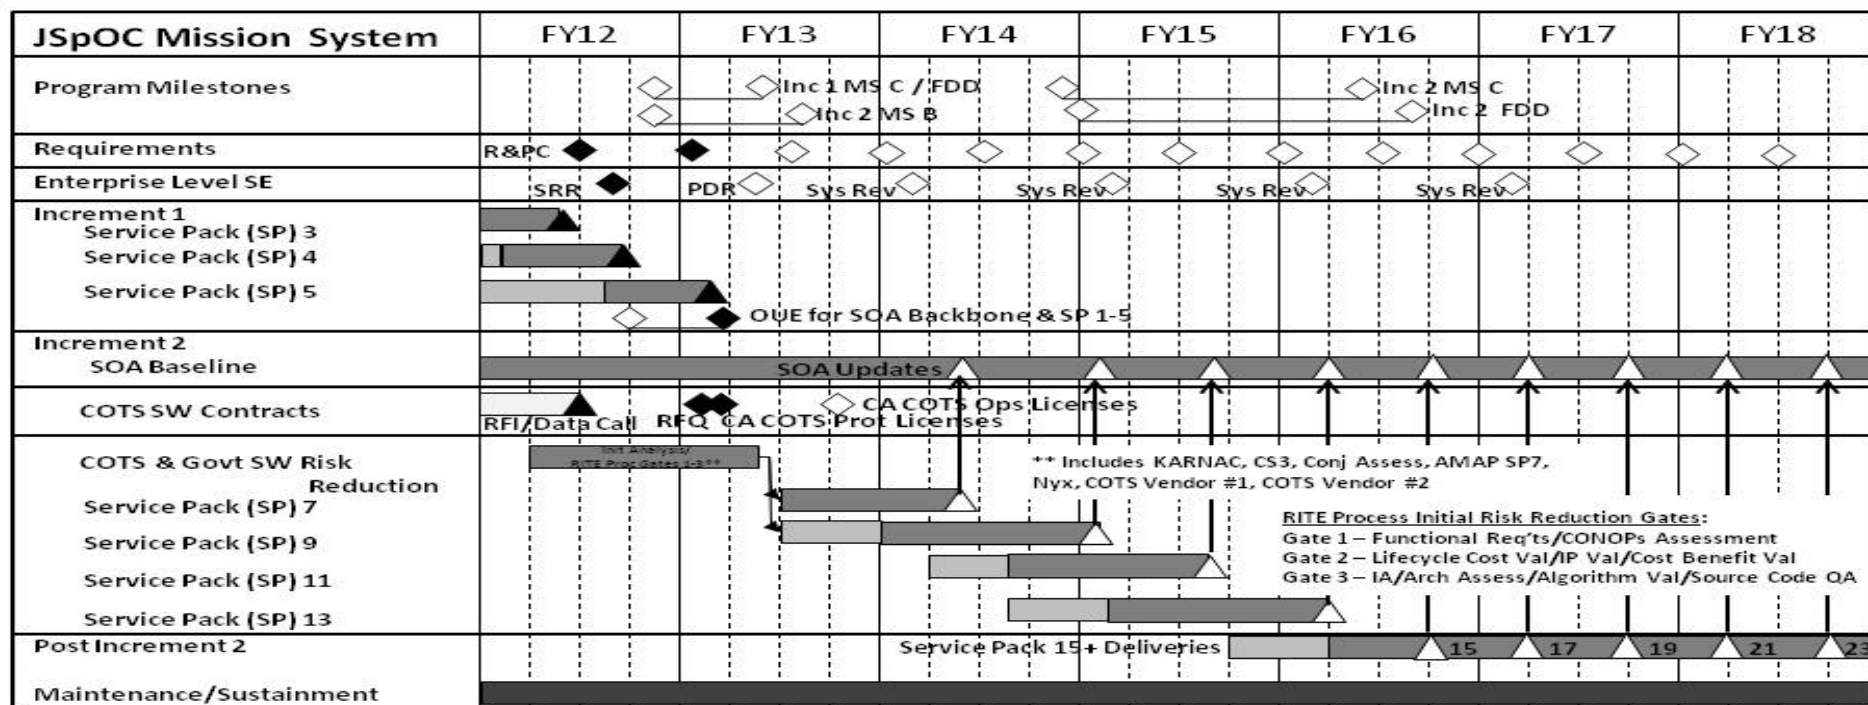 JSpOC Mission System FY12 FY13 FY14 FY15 FY16 FY17 FY18
Program Milestones
Inc 1 MS C / FDD
Inc 2 MS C
Inc 2 MS B
Inc 2 FDD
Requirements
R&PC
Enterprise Level SE
SRR PDR Sys Rev Sys Rev Sys Rev Sys Rev
Increment 1
Service Pack (SP) 3
Service Pack (SP) 4
Service Pack (SP) 5
OUE for SOA Backbone & SP 1-5
Increment 2
SOA Baseline
SOA Updates
COTS SW Contracts
CA COTS Ops Licenses
RFI/Data Call RFQ CA COTS Prot Licenses
COTS & Govt SW Risk
Reduction
Init Analysis/
RITE Proc Gates 1-3**
** Includes KARNAC, CS3, Conj Assess, AMAP SP7,
Nyx, COTS Vendor #1, COTS Vendor #2
Service Pack (SP) 7
Service Pack (SP) 9
Service Pack (SP) 11
Service Pack (SP) 13
RITE Process Initial Risk Reduction Gates:
Gate 1 – Functional Req'ts/CONOPs Assessment
Gate 2 – Lifecycle Cost Val/IP Val/Cost Benefit Val
Gate 3 – IA/Arch Assess/Algorithm Val/Source Code QA
Post Increment 2
Service Pack 15+ Deliveries 15 17 19 21 23
Maintenance/Sustainment